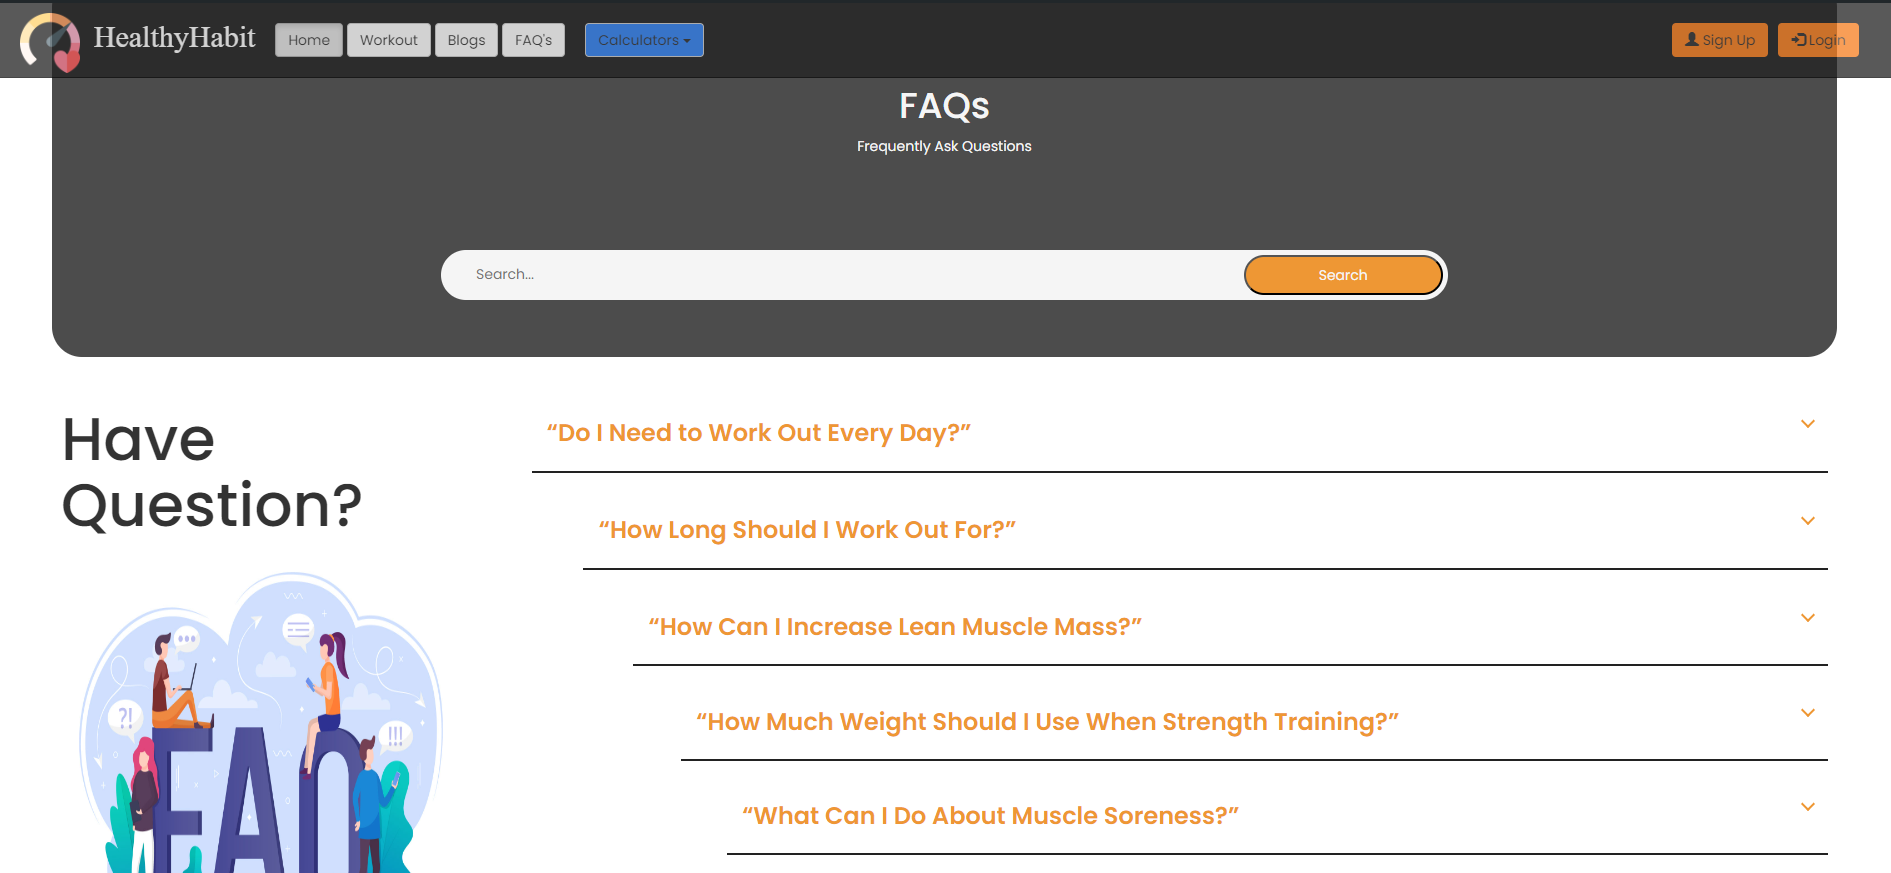 HealthyHabit Home Workout Blogs FAQ's Calculators Sign Up Login
FAQs
Frequently Ask Questions
Search... Search
Have
Question?
“Do I Need to Work Out Every Day?”
“How Long Should I Work Out For?”
“How Can I Increase Lean Muscle Mass?”
“How Much Weight Should I Use When Strength Training?”
“What Can I Do About Muscle Soreness?”
?!
!!!
FAQ